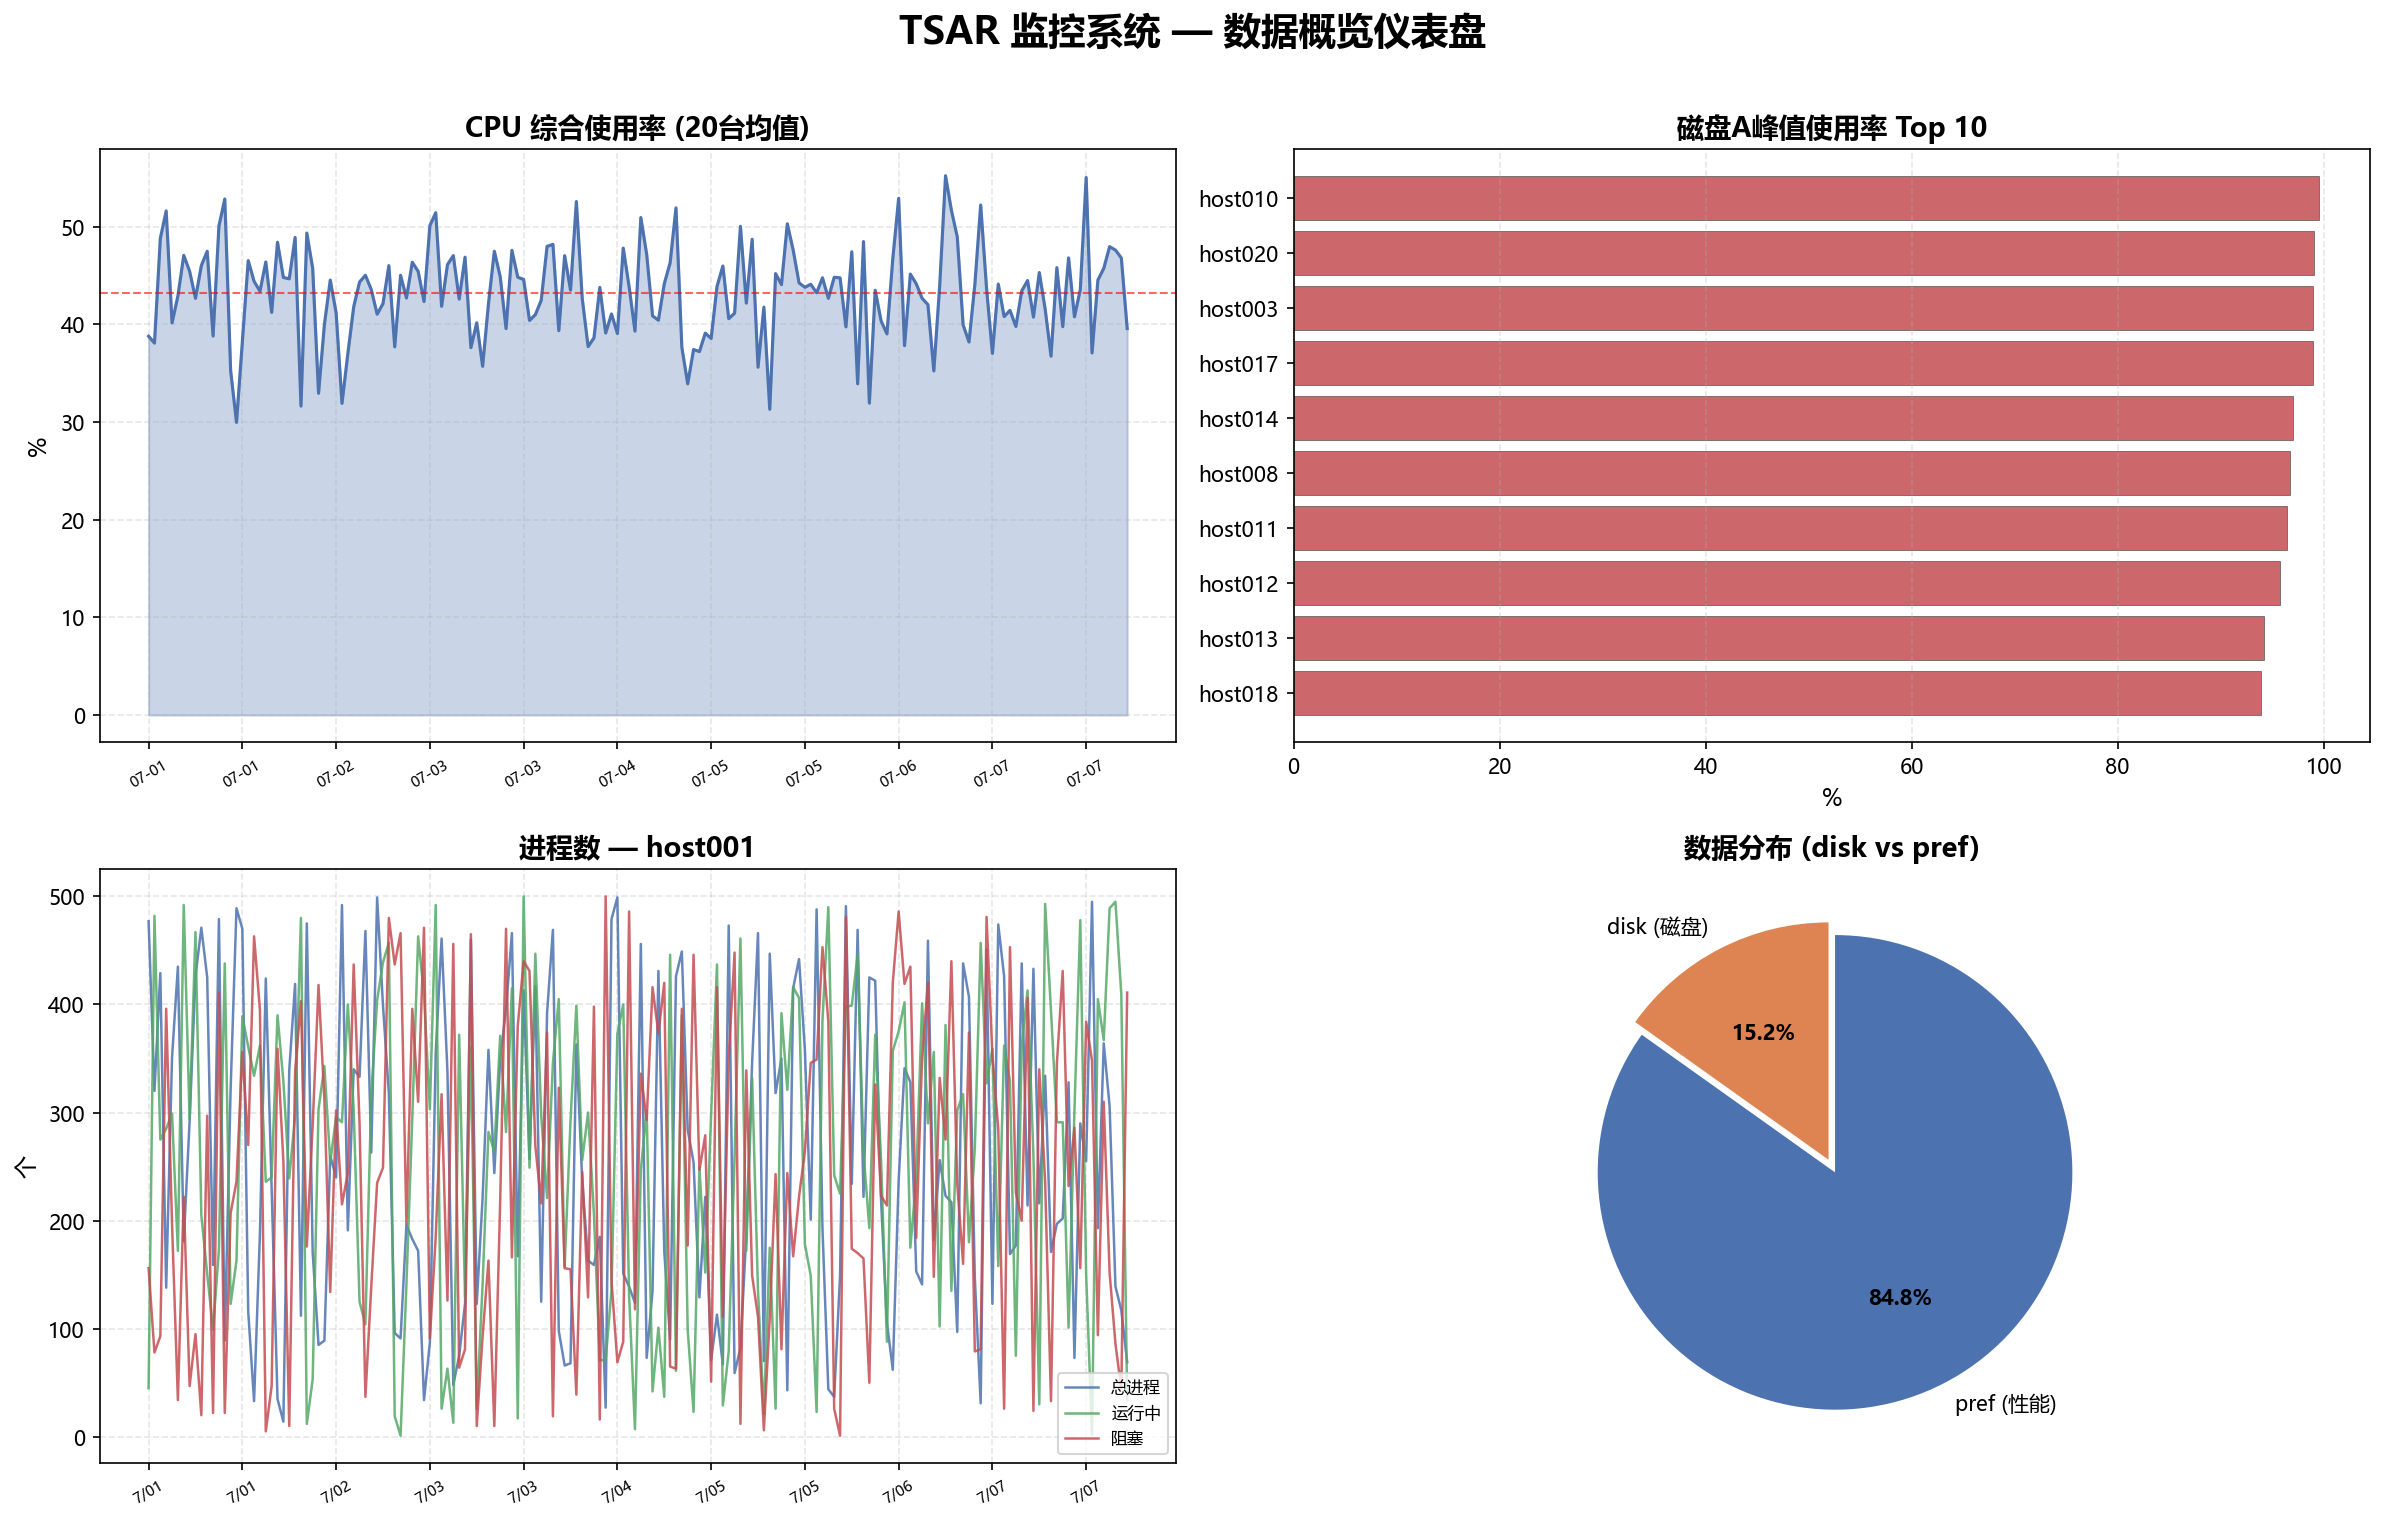 TSAR 监控系统 — 数据概览仪表盘
CPU 综合使用率 (20台均值)
%
50
40
30
20
10
0
07-01 07-01 07-02 07-03 07-03 07-04 07-05 07-05 07-06 07-07 07-07
磁盘A峰值使用率 Top 10
host010
host020
host003
host017
host014
host008
host011
host012
host013
host018
0 20 40 60 80 100
%
进程数 — host001
个
500
400
300
200
100
0
总进程
运行中
阻塞
7/01 7/01 7/02 7/03 7/03 7/04 7/05 7/05 7/06 7/07 7/07
数据分布 (disk vs pref)
disk (磁盘)
15.2%
84.8%
pref (性能)